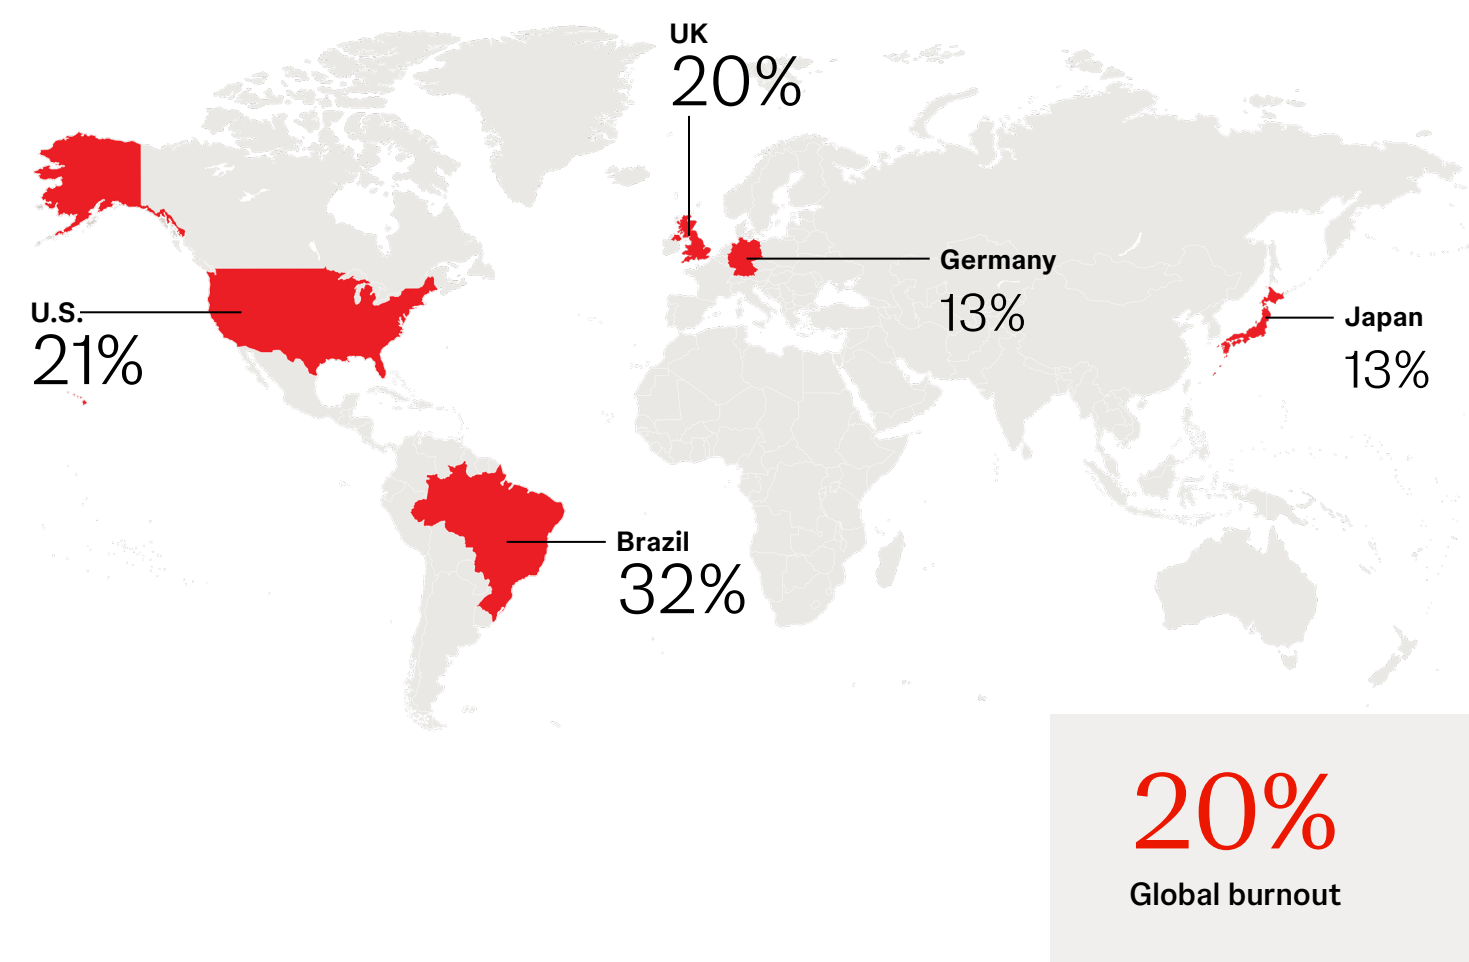 UK
20%
Germany
13%
Japan
13%
U.S.
21%
Brazil
32%
20%
Global burnout